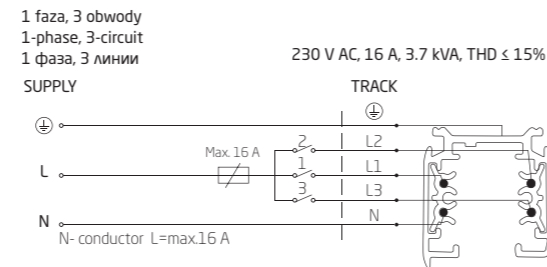 1 faza, 3 obwody
1-phase, 3-circuit
1 фаза, 3 линии
230 V AC, 16 A, 3.7 kVA, THD ≤ 15%
SUPPLY
TRACK
2
L2
Max. 16 A
1
L
L1
3
L3
N
N
N- conductor L=max.16 A